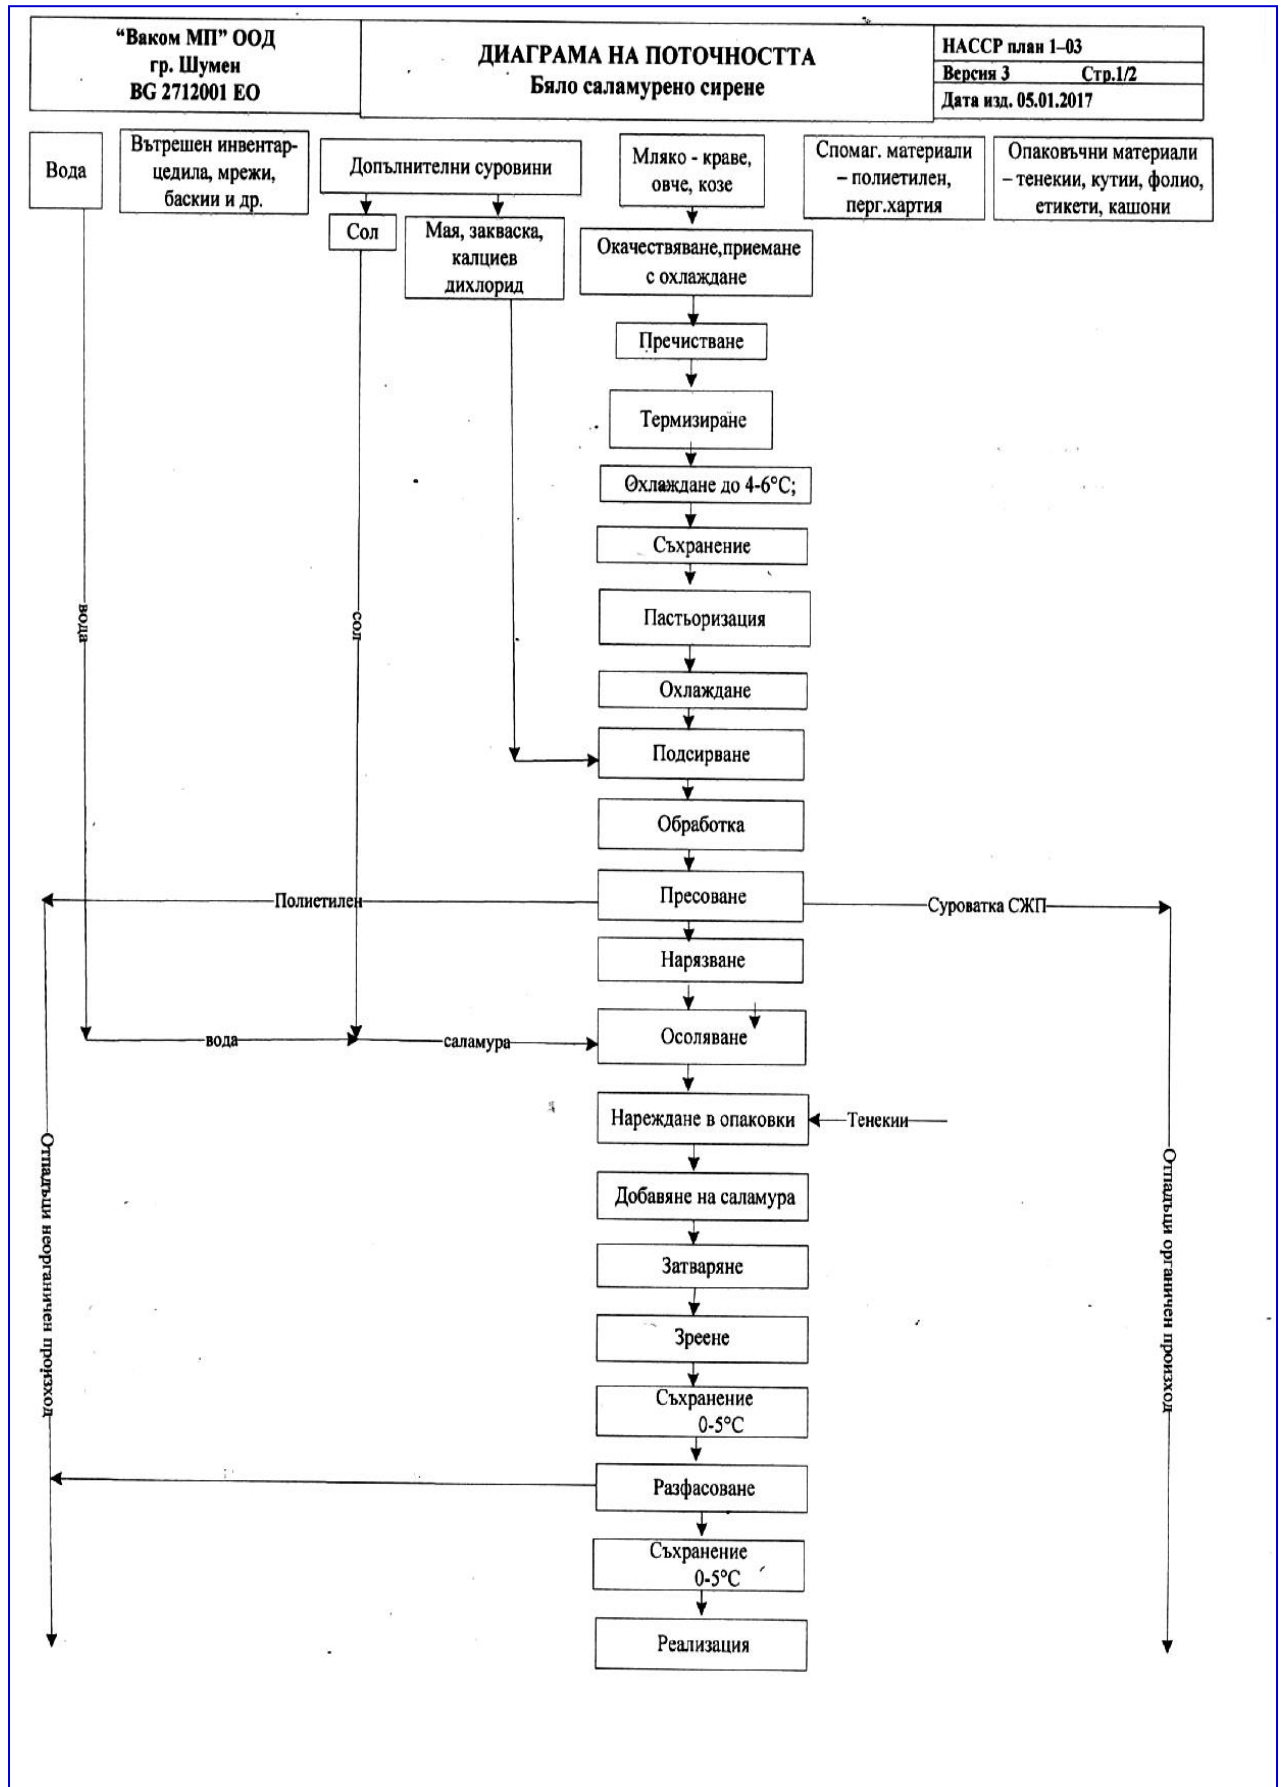 “Ваком МП” ООД
гр. Шумен
BG 2712001 ЕО
ДИАГРАМА НА ПОТОЧНОСТТА
Бяло саламурено сирене
НАССР план 1–03
Версия 3 Стр.1/2
Дата изд. 05.01.2017
Вода
Вътрешен инвентар-
цедила, мрежи,
баскии и др.
Допълнителни суровини
Мляко - краве,
овче, козе
Спомаг. материали
– полиетилен,
перг.хартия
Опаковъчни материали
– тенекии, кутии, фолио,
етикети, кашони
Сол
Мая, закваска,
калциев
дихлорид
Окачествяване,приемане
с охлаждане
Пречистване
Термизиране
Охлаждане до 4-6°С;
Съхранение
вода
сол
Пастьоризация
Охлаждане
Подсирване
Обработка
Полиетилен
Пресоване
Суроватка СЖП
Нарязване
вода
саламура
Осоляване
Нареждане в опаковки
Тенекии
Отпадъци неорганичен произход
Отпадъци органичен произход
Добавяне на саламура
Затваряне
Зреене
Съхранение
0-5°С
Разфасоване
Съхранение
0-5°С
Реализация